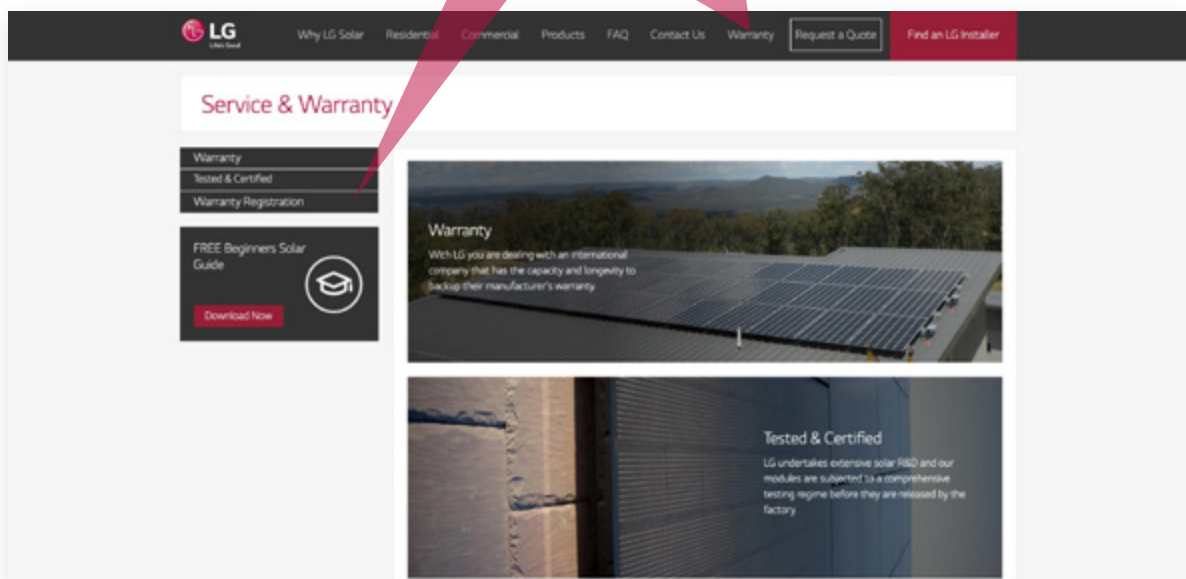 LG
Life's Good
Why LG Solar Residential Commercial Products FAQ Contact Us Warranty Request a Quote Find an LG Installer
Service & Warranty
Warranty
Tested & Certified
Warranty Registration
FREE Beginners Solar
Guide
Download Now
Warranty
With LG you are dealing with an international
company that has the capacity and longevity to
backup their manufacturer's warranty.
Tested & Certified
LG undertakes extensive solar R&D and our
modules are subjected to a comprehensive
testing regime before they are released by the
factory.